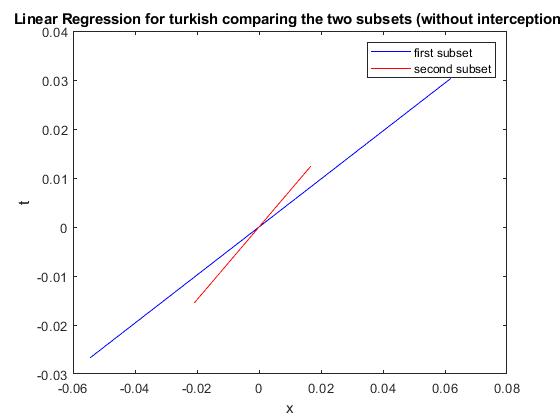 Linear Regression for turkish comparing the two subsets (without interception
0.04
first subset
second subset
0.03
0.02
0.01
t
0
-0.01
-0.02
-0.03
-0.06 -0.04 -0.02 0 0.02 0.04 0.06 0.08
x